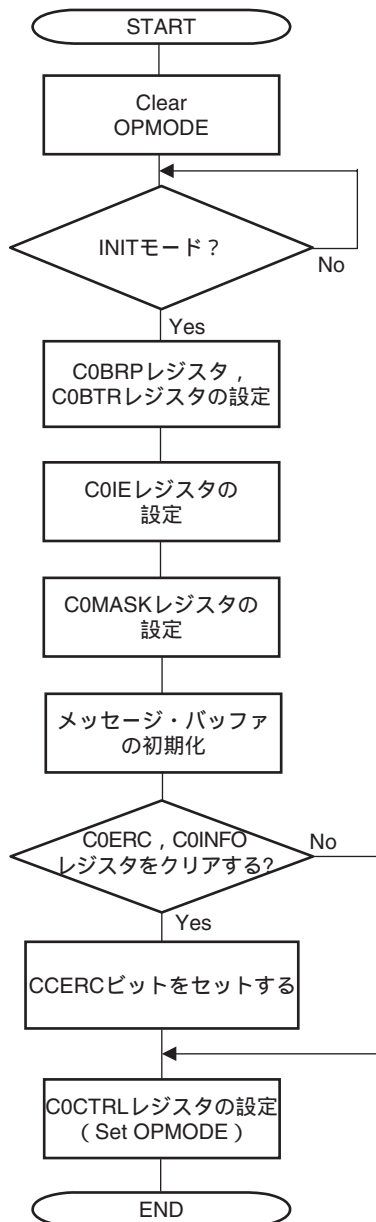 START
Clear
OPMODE
INITモード？
No
Yes
C0BRPレジスタ，
C0BTRレジスタの設定
C0IEレジスタの
設定
C0MASKレジスタの
設定
メッセージ・バッファ
の初期化
C0ERC，C0INFO
レジスタをクリアする?
No
Yes
CCERCビットをセットする
C0CTRLレジスタの設定
（Set OPMODE）
END